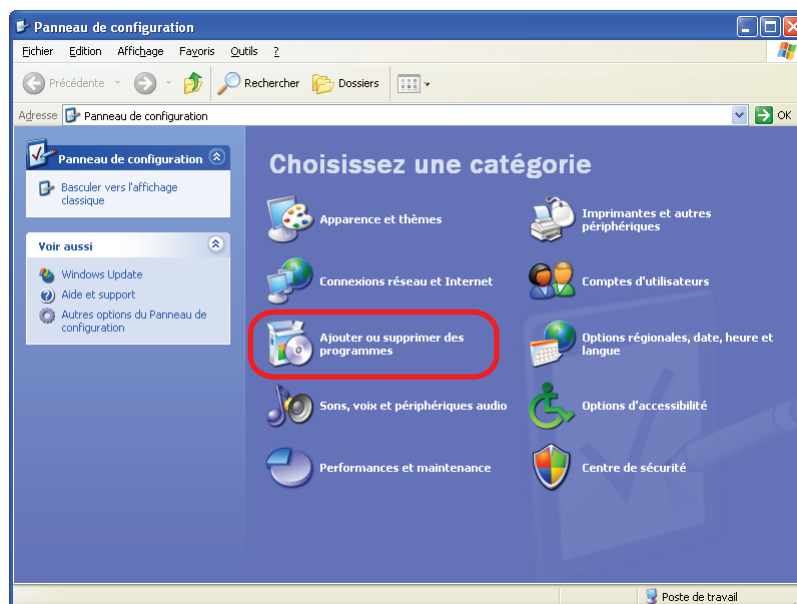 Panneau de configuration
Fichier Edition Affichage Favoris Outils ?
Précédente Rechercher Dossiers
Adresse Panneau de configuration OK
Panneau de configuration
Basculer vers l'affichage
classique
Voir aussi
Windows Update
Aide et support
Autres options du Panneau de
configuration
Choisissez une catégorie
Apparence et thèmes
Imprimantes et autres
périphériques
Connexions réseau et Internet
Comptes d'utilisateurs
Ajouter ou supprimer des
programmes
Options régionales, date, heure et
langue
Sons, voix et périphériques audio
Options d'accessibilité
Performances et maintenance
Centre de sécurité
Poste de travail